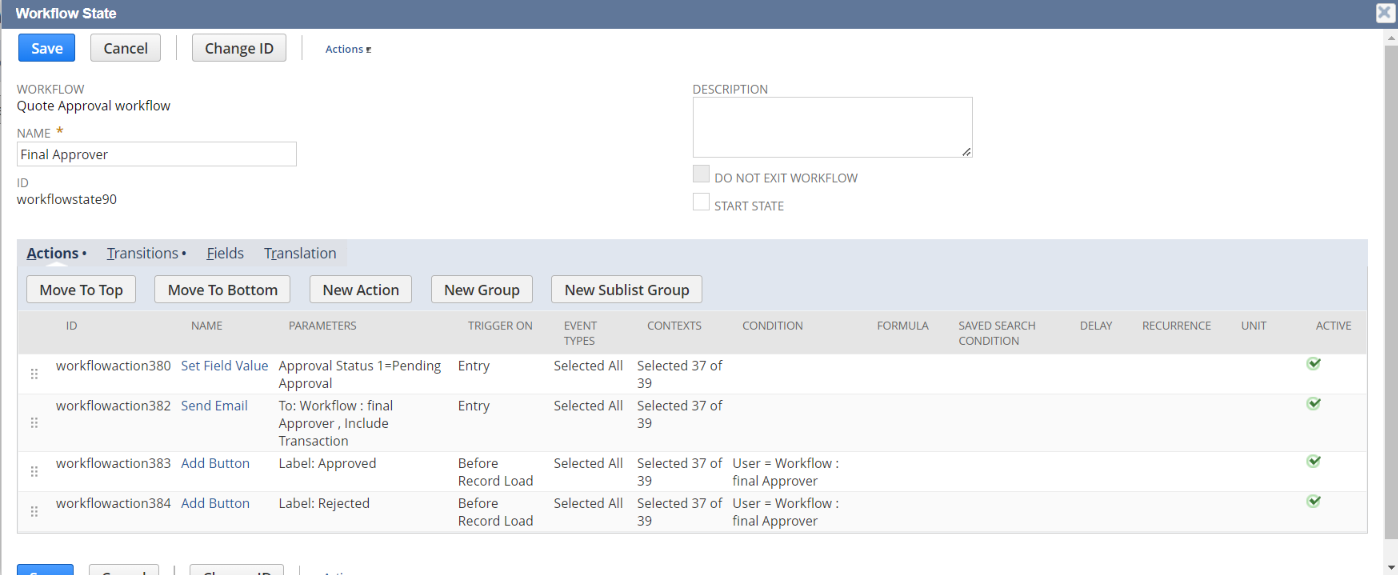 Workflow State
Save Cancel Change ID Actions
WORKFLOW
Quote Approval workflow
NAME *
Final Approver
ID
workflowstate90
DESCRIPTION
DO NOT EXIT WORKFLOW
START STATE
Actions • Transitions • Fields Translation
Move To Top Move To Bottom New Action New Group New Sublist Group
ID NAME PARAMETERS TRIGGER ON EVENT TYPES CONTEXTS CONDITION FORMULA SAVED SEARCH CONDITION DELAY RECURRENCE UNIT ACTIVE
workflowaction380 Set Field Value Approval Status 1=Pending Entry Selected All Selected 37 of
Approval 39
workflowaction382 Send Email To: Workflow : final Entry Selected All Selected 37 of
Approver , Include 39
Transaction
workflowaction383 Add Button Label: Approved Before Selected All Selected 37 of User = Workflow :
Record Load 39 final Approver
workflowaction384 Add Button Label: Rejected Before Selected All Selected 37 of User = Workflow :
Record Load 39 final Approver